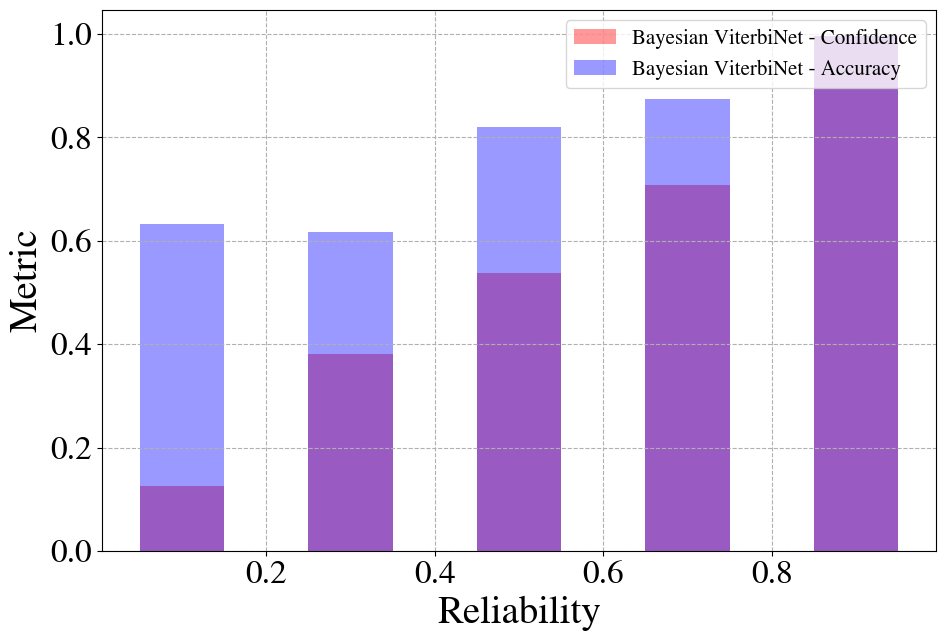 1.0
0.8
0.6
0.4
0.2
0.0
Metric
Bayesian ViterbiNet - Confidence
Bayesian ViterbiNet - Accuracy
0.2 0.4 0.6 0.8
Reliability